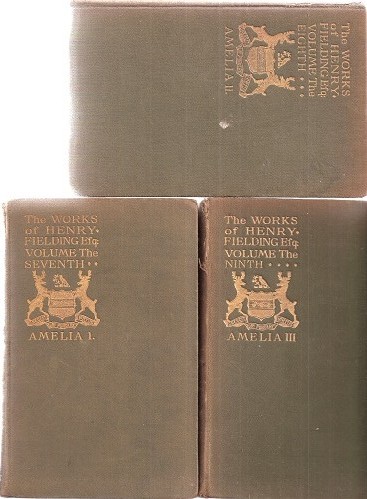 The WORKS
of HENRY
FIELDING Esq
VOLUME The
EIGHTH
AMELIA II.
The WORKS
of HENRY
FIELDING Esq
VOLUME The
SEVENTH
AMELIA I.
The WORKS
of HENRY
FIELDING Esq
VOLUME The
NINTH
AMELIA III